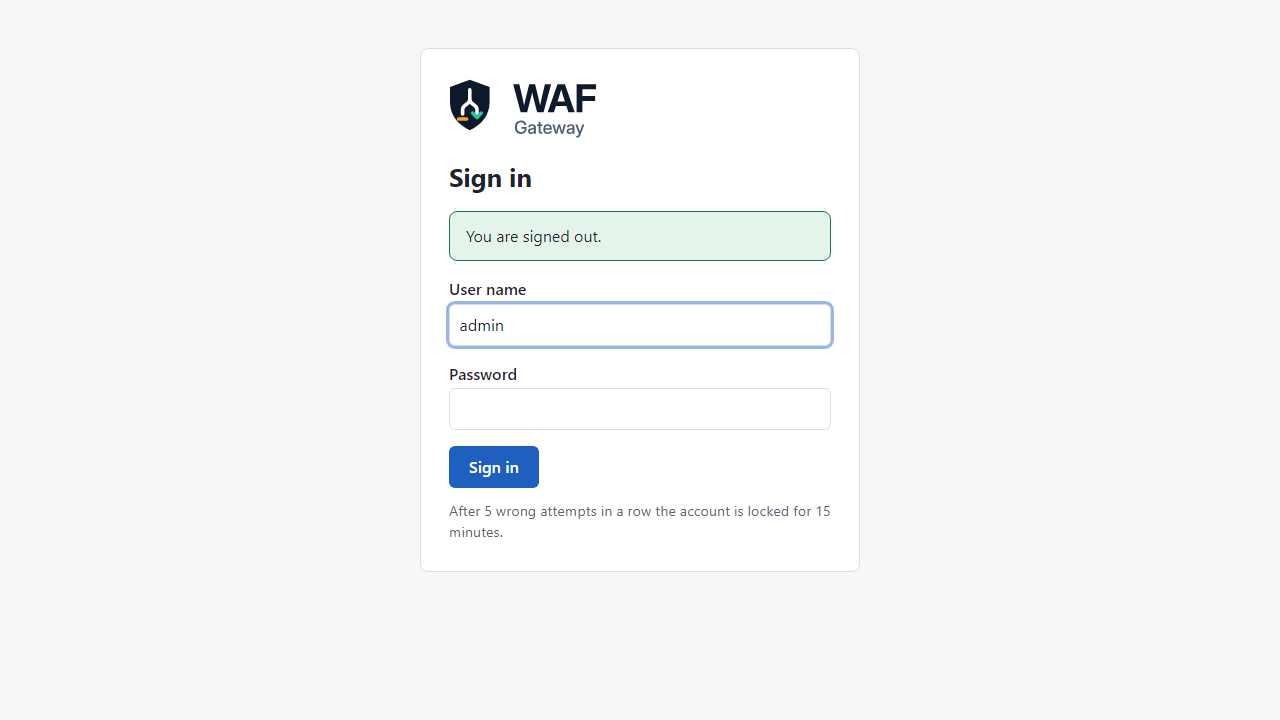 WAF
Gateway
Sign in
You are signed out.
User name
admin
Password
Sign in
After 5 wrong attempts in a row the account is locked for 15
minutes.